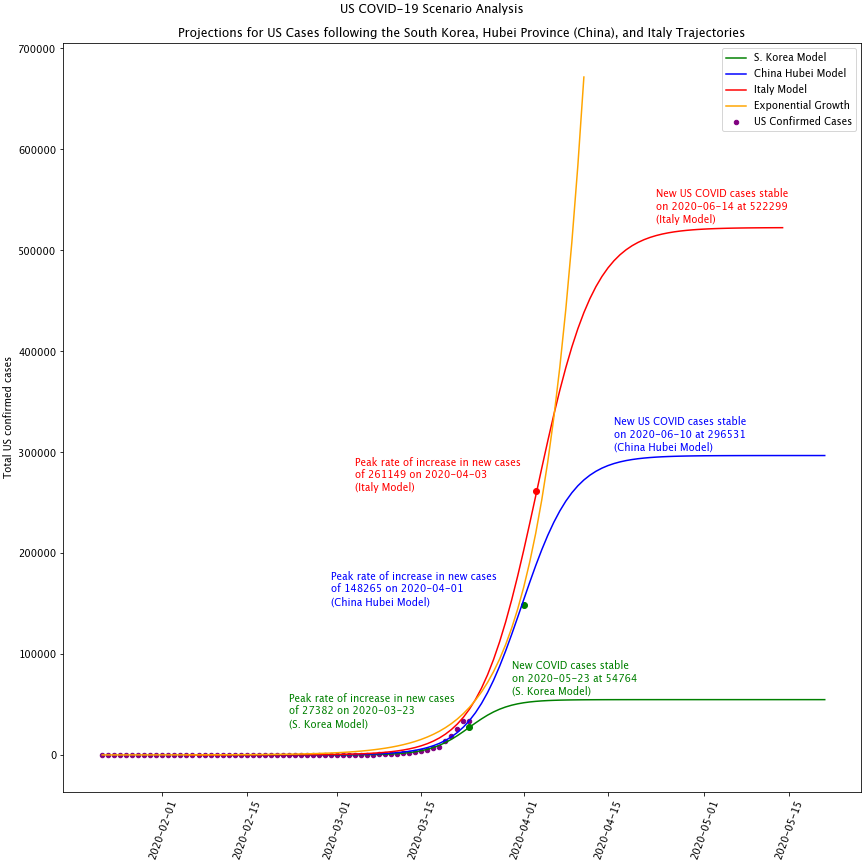 US COVID-19 Scenario Analysis
Projections for US Cases following the South Korea, Hubei Province (China), and Italy Trajectories
700000
600000
500000
400000
300000
200000
100000
0
Total US confirmed cases
S. Korea Model
China Hubei Model
Italy Model
Exponential Growth
US Confirmed Cases
New US COVID cases stable
on 2020-06-14 at 522299
(Italy Model)
New US COVID cases stable
on 2020-06-10 at 296531
(China Hubei Model)
Peak rate of increase in new cases
of 261149 on 2020-04-03
(Italy Model)
Peak rate of increase in new cases
of 148265 on 2020-04-01
(China Hubei Model)
New COVID cases stable
on 2020-05-23 at 54764
(S. Korea Model)
Peak rate of increase in new cases
of 27382 on 2020-03-23
(S. Korea Model)
2020-02-01
2020-02-15
2020-03-01
2020-03-15
2020-04-01
2020-04-15
2020-05-01
2020-05-15